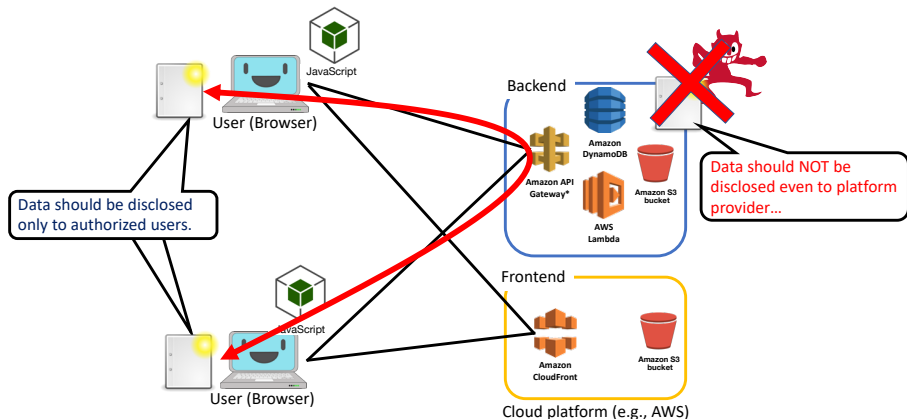 JavaScript
User (Browser)
Data should be disclosed
only to authorized users.
JavaScript
User (Browser)
Backend
Amazon
DynamoDB
Amazon API
Gateway*
Amazon S3
bucket
AWS
Lambda
Data should NOT be
disclosed even to platform
provider…
Frontend
Amazon
CloudFront
Amazon S3
bucket
Cloud platform (e.g., AWS)